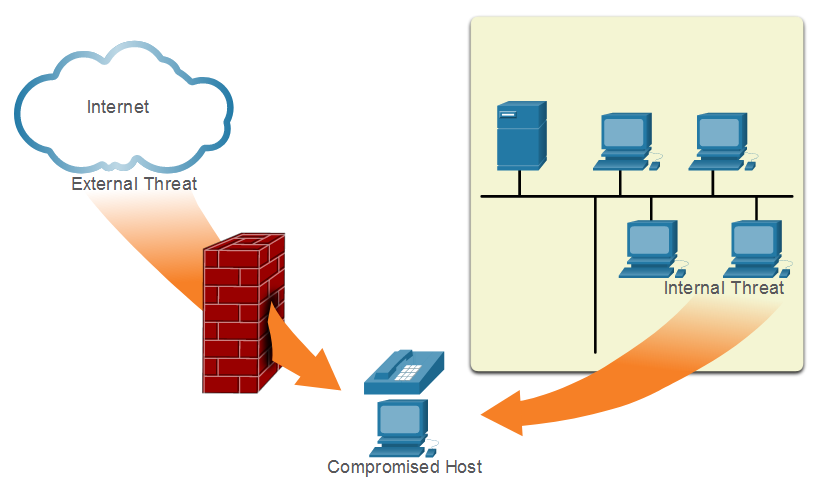 Internet
External Threat
Internal Threat
Compromised Host